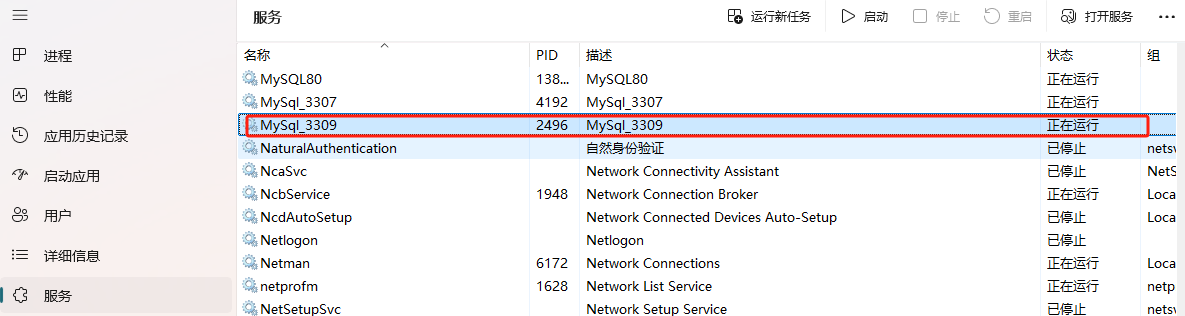 服务 运行新任务 启动 停止 重启 打开服务 ...
名称 PID 描述 状态 组
进程
性能
应用历史记录
启动应用
用户
详细信息
服务
MySQL80 138... MySQL80 正在运行
MySql_3307 4192 MySql_3307 正在运行
MySql_3309 2496 MySql_3309 正在运行
NaturalAuthentication 自然身份验证 已停止 netsv
NcaSvc Network Connectivity Assistant 已停止 NetS
NcbService 1948 Network Connection Broker 正在运行 Loca
NcdAutoSetup Network Connected Devices Auto-Setup 已停止 Loca
Netlogon Netlogon 已停止
Netman 6172 Network Connections 正在运行 Loca
netprofm 1628 Network List Service 正在运行 netp
NetSetupSvc Network Setup Service 已停止 netsv